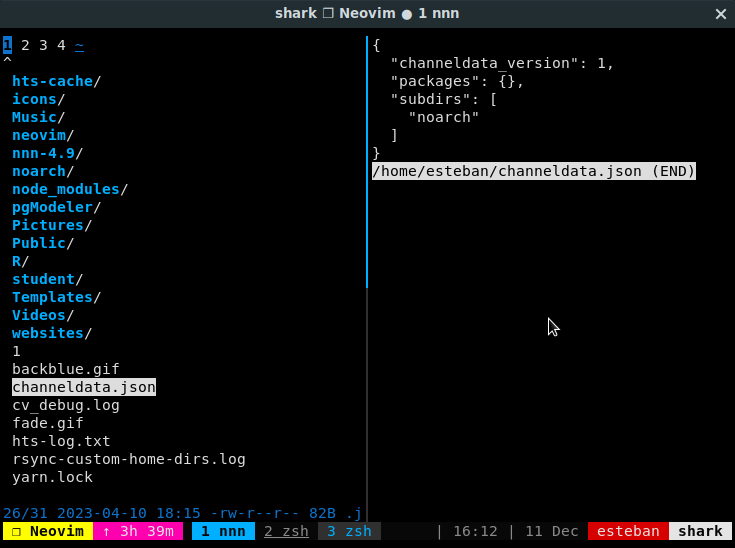 shark ❐ Neovim ● 1 nnn ×
1 2 3 4 ~
^
hts-cache/
icons/
Music/
neovim/
nnn-4.9/
noarch/
node_modules/
pgModeler/
Pictures/
Public/
R/
student/
Templates/
Videos/
websites/
1
backblue.gif
channeldata.json
cv_debug.log
fade.gif
hts-log.txt
rsync-custom-home-dirs.log
yarn.lock
26/31 2023-04-10 18:15 -rw-r--r-- 82B .j
{
  "channeldata_version": 1,
  "packages": {},
  "subdirs": [
    "noarch"
  ]
}
/home/esteban/channeldata.json (END)
❐ Neovim ↑ 3h 39m 1 nnn 2 zsh 3 zsh | 16:12 | 11 Dec esteban shark